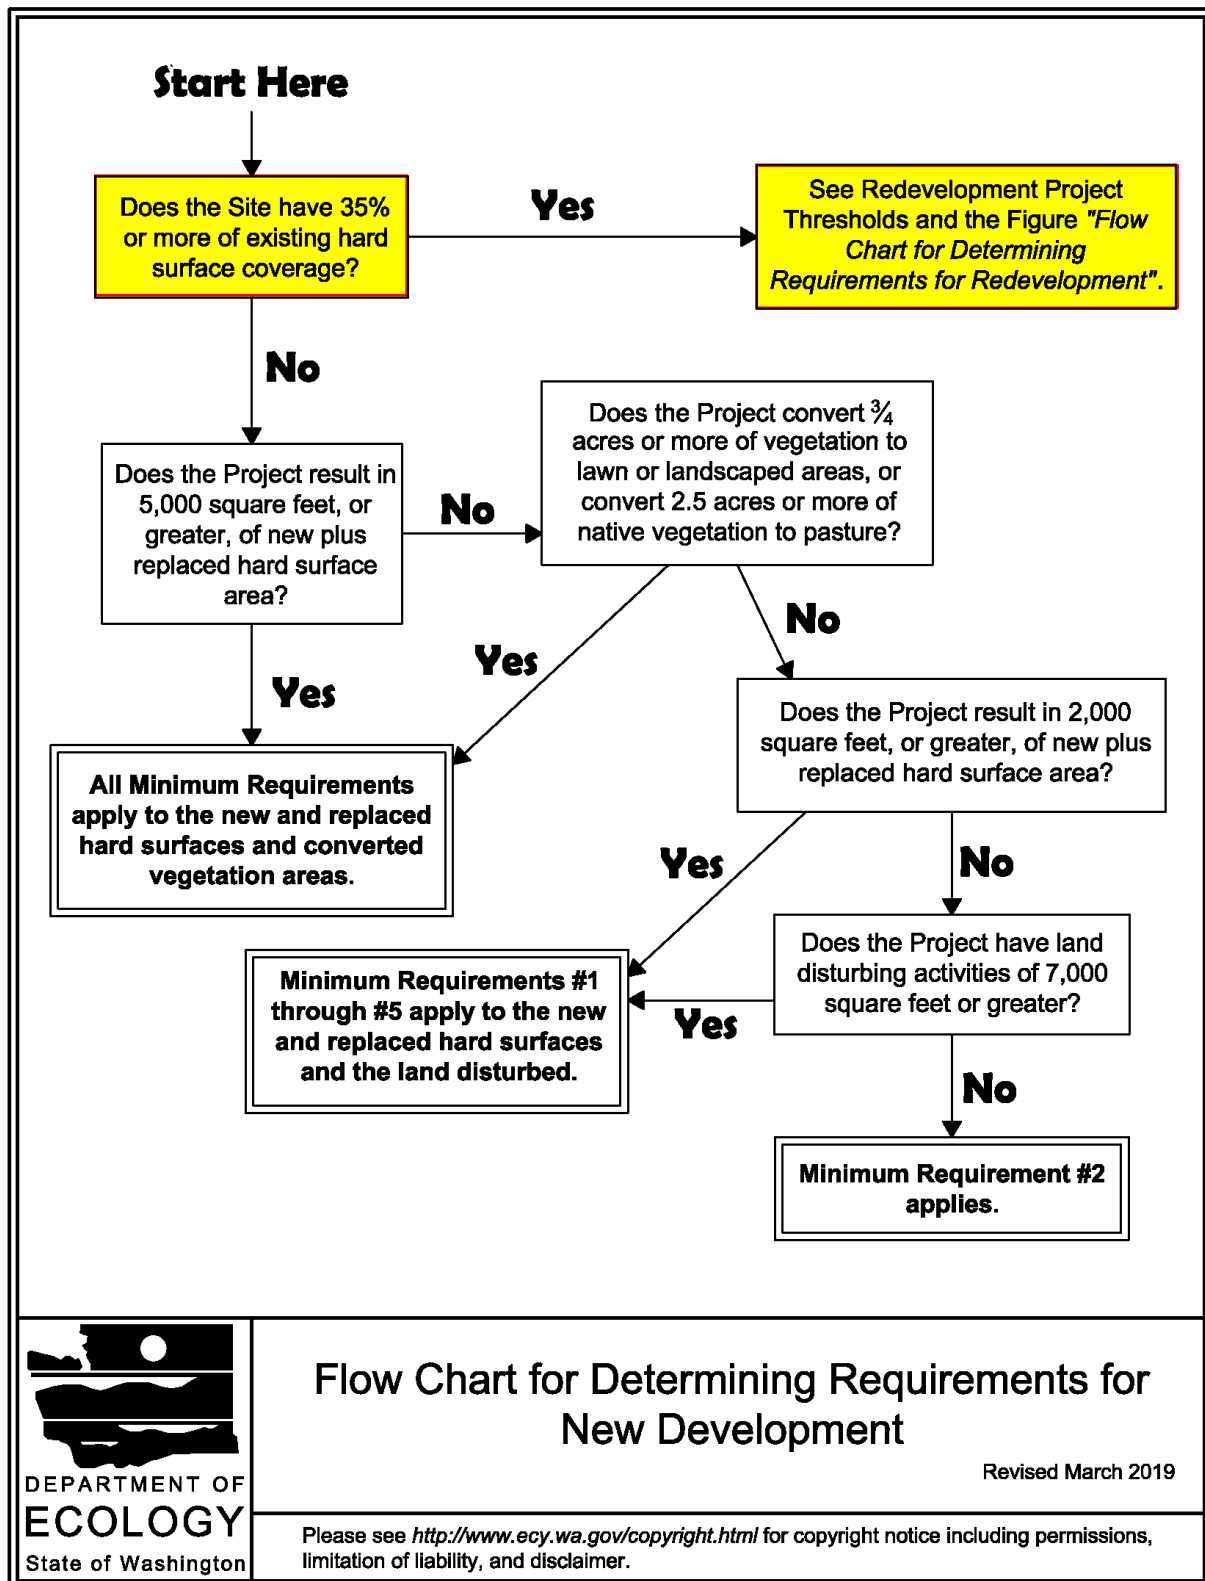 Start Here
Does the Site have 35%
or more of existing hard
surface coverage?
Yes
See Redevelopment Project
Thresholds and the Figure "Flow
Chart for Determining
Requirements for Redevelopment".
No
Does the Project result in
5,000 square feet, or
greater, of new plus
replaced hard surface
area?
No
Does the Project convert ¾
acres or more of vegetation to
lawn or landscaped areas, or
convert 2.5 acres or more of
native vegetation to pasture?
Yes
Yes
No
All Minimum Requirements
apply to the new and replaced
hard surfaces and converted
vegetation areas.
Does the Project result in 2,000
square feet, or greater, of new plus
replaced hard surface area?
Yes
No
Minimum Requirements #1
through #5 apply to the new
and replaced hard surfaces
and the land disturbed.
Yes
Does the Project have land
disturbing activities of 7,000
square feet or greater?
No
Minimum Requirement #2
applies.
DEPARTMENT OF
ECOLOGY
State of Washington
Flow Chart for Determining Requirements for
New Development
Revised March 2019
Please see http://www.ecy.wa.gov/copyright.html for copyright notice including permissions,
limitation of liability, and disclaimer.